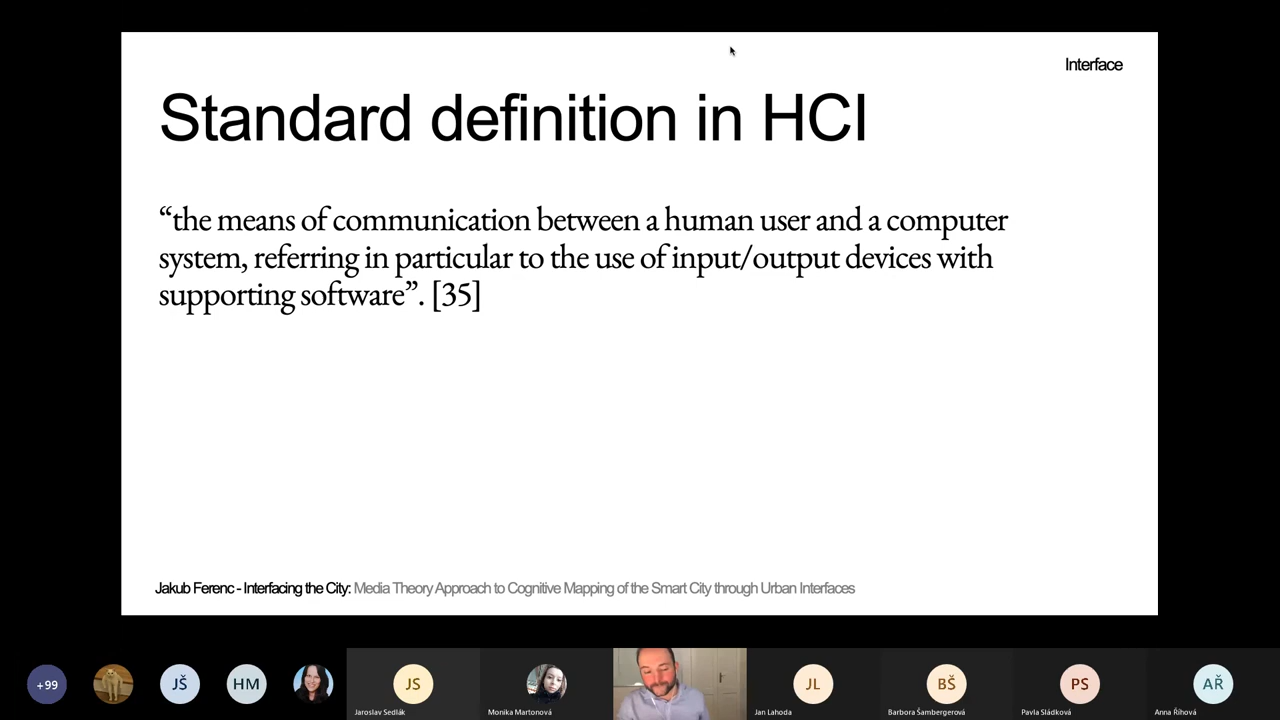 Interface
Standard definition in HCI
“the means of communication between a human user and a computer
system, referring in particular to the use of input/output devices with
supporting software”. [35]
Jakub Ferenc - Interfacing the City: Media Theory Approach to Cognitive Mapping of the Smart City through Urban Interfaces
+99
JŠ
HM
JS
JL
BŠ
PS
AŘ
Jaroslav Sedlák
Monika Martonová
Jan Lahoda
Barbora Šambergerová
Pavla Sládková
Anna Říhová